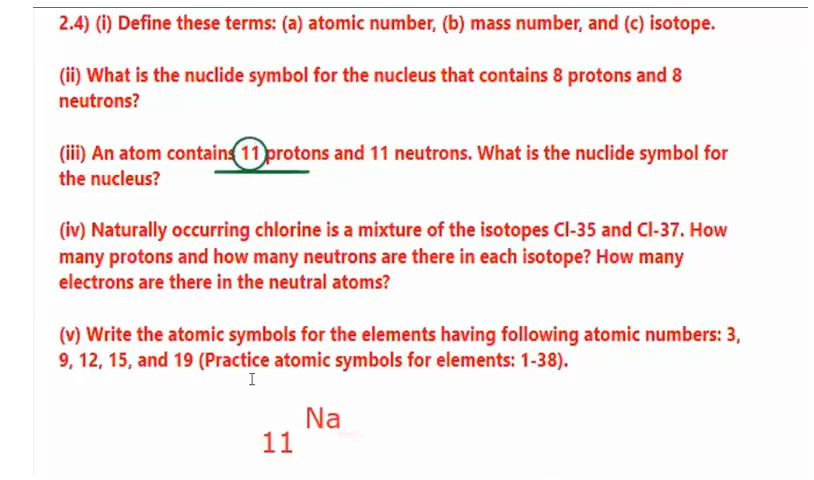 2.4) (i) Define these terms: (a) atomic number, (b) mass number, and (c) isotope.
(ii) What is the nuclide symbol for the nucleus that contains 8 protons and 8
neutrons?
(iii) An atom contains 11 protons and 11 neutrons. What is the nuclide symbol for
the nucleus?
(iv) Naturally occurring chlorine is a mixture of the isotopes Cl-35 and Cl-37. How
many protons and how many neutrons are there in each isotope? How many
electrons are there in the neutral atoms?
(v) Write the atomic symbols for the elements having following atomic numbers: 3,
9, 12, 15, and 19 (Practice atomic symbols for elements: 1-38).
Na
11